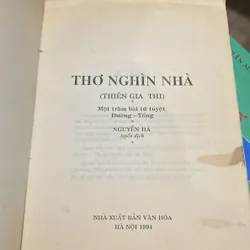 THƠ NGHÌN NHÀ
(THIÊN GIA THI)
Một trăm bài tứ tuyệt
Đường - Tống
NGUYỄN HÀ
tuyển dịch
NHÀ XUẤT BẢN VĂN HÓA
HÀ NỘI 1994